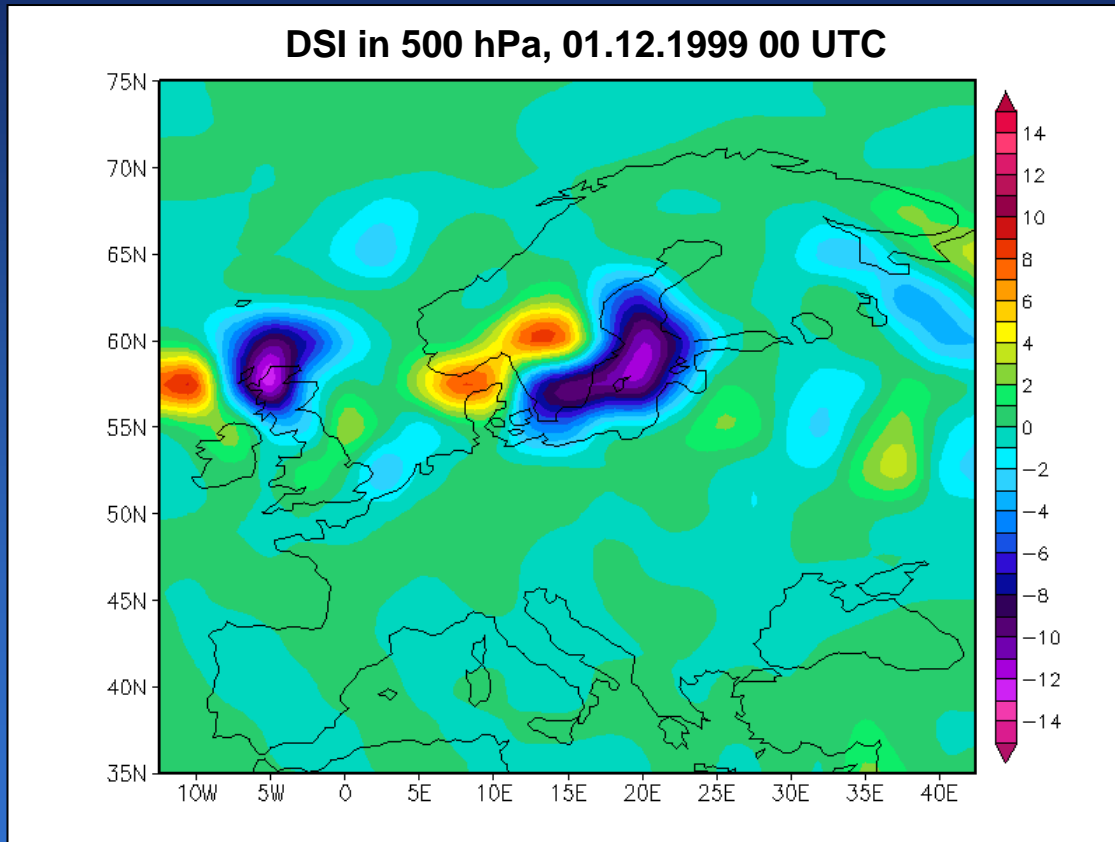 DSI in 500 hPa, 01.12.1999 00 UTC
75N
70N
65N
60N
55N
50N
45N
40N
35N
10W 5W 0 5E 10E 15E 20E 25E 30E 35E 40E
14
12
10
8
6
4
2
0
−2
−4
−6
−8
−10
−12
−14